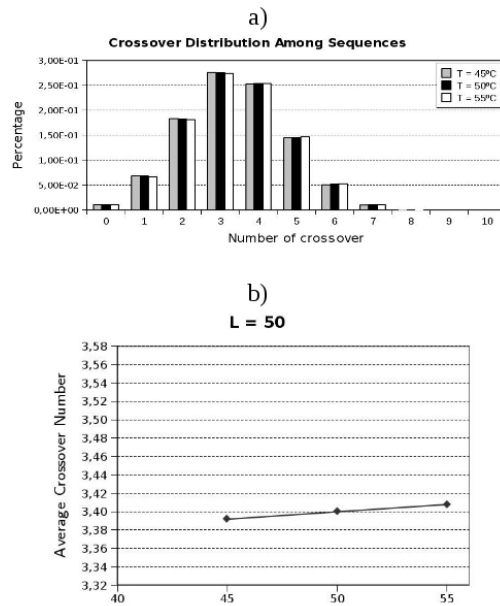 a)
Crossover Distribution Among Sequences
3,00E-01
2,50E-01
2,00E-01
1,50E-01
1,00E-01
5,00E-02
0,00E+00
Percentage
T = 45ºC
T = 50ºC
T = 55ºC
0 1 2 3 4 5 6 7 8 9 10
Number of crossover
b)
L = 50
3,58
3,56
3,54
3,52
3,50
3,48
3,46
3,44
3,42
3,40
3,38
3,36
3,34
3,32
Average Crossover Number
40 45 50 55